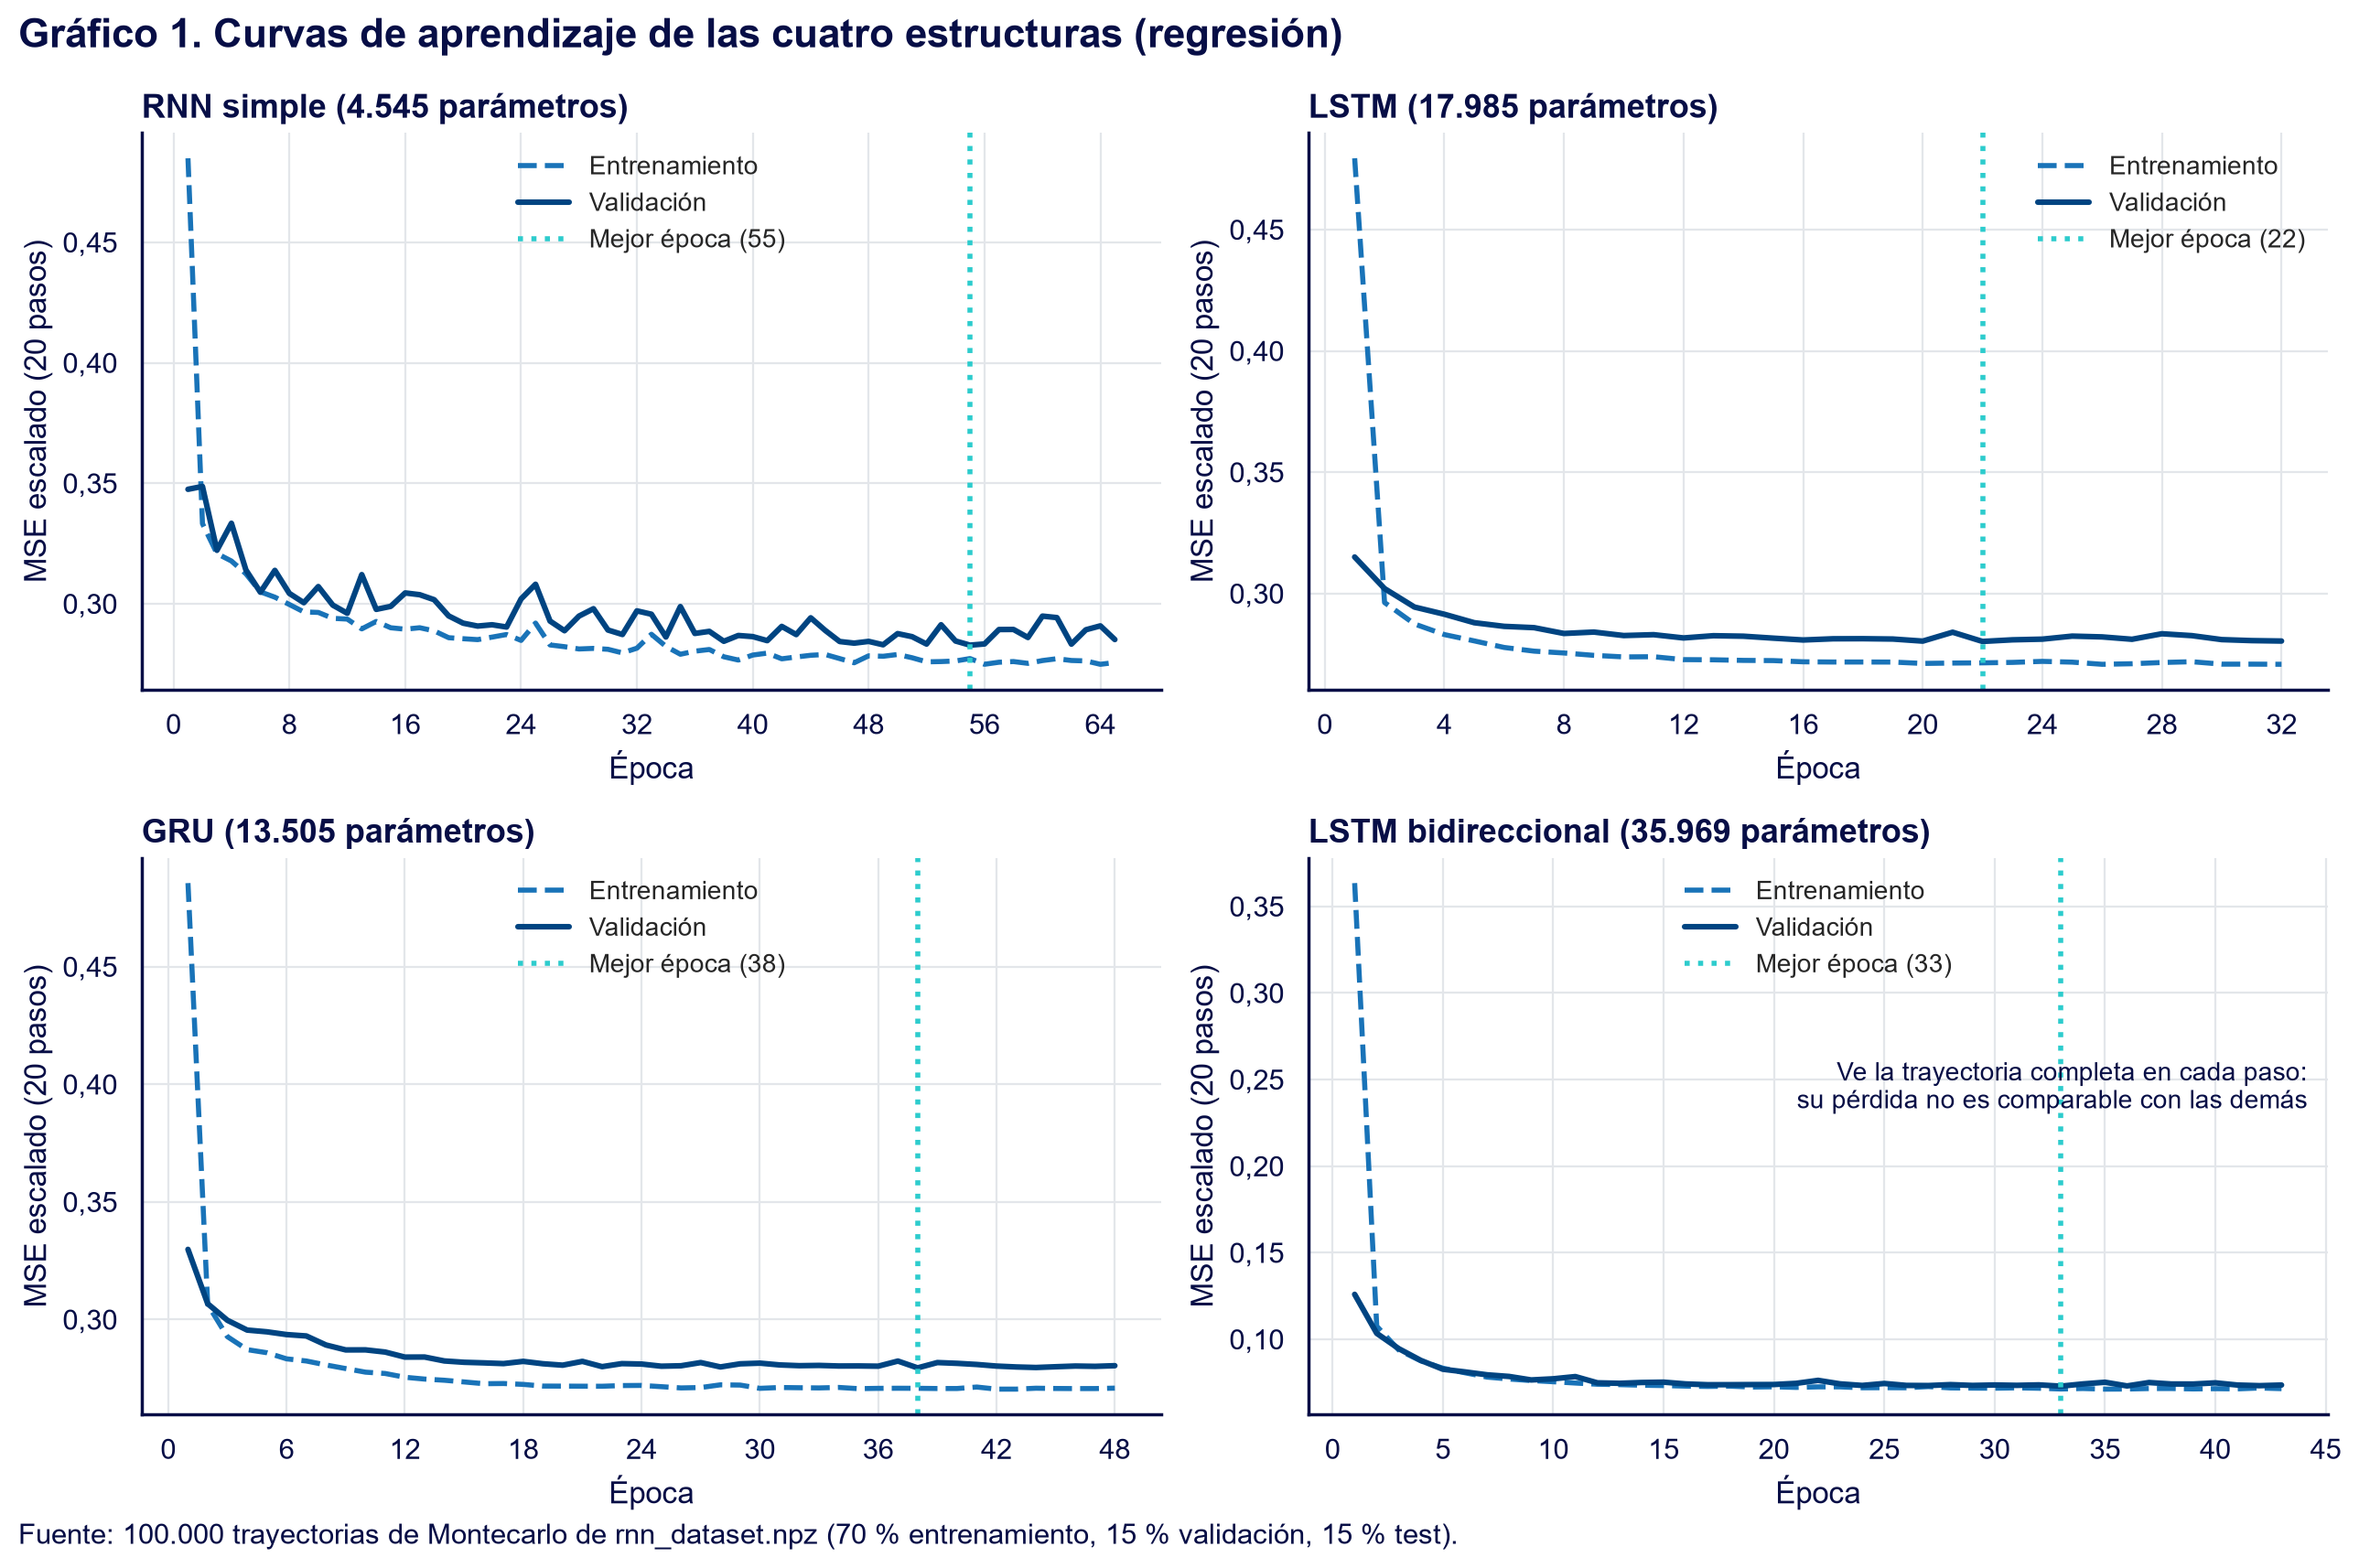 Gráfico 1. Curvas de aprendizaje de las cuatro estructuras (regresión)
RNN simple (4.545 parámetros)
Entrenamiento
Validación
Mejor época (55)
MSE escalado (20 pasos)
0,45
0,40
0,35
0,30
0 8 16 24 32 40 48 56 64
Época
LSTM (17.985 parámetros)
Entrenamiento
Validación
Mejor época (22)
MSE escalado (20 pasos)
0,45
0,40
0,35
0,30
0 4 8 12 16 20 24 28 32
Época
GRU (13.505 parámetros)
Entrenamiento
Validación
Mejor época (38)
MSE escalado (20 pasos)
0,45
0,40
0,35
0,30
0 6 12 18 24 30 36 42 48
Época
LSTM bidireccional (35.969 parámetros)
Entrenamiento
Validación
Mejor época (33)
MSE escalado (20 pasos)
0,35
0,30
0,25
0,20
0,15
0,10
Ve la trayectoria completa en cada paso:
su pérdida no es comparable con las demás
0 5 10 15 20 25 30 35 40 45
Época
Fuente: 100.000 trayectorias de Montecarlo de rnn_dataset.npz (70 % entrenamiento, 15 % validación, 15 % test).